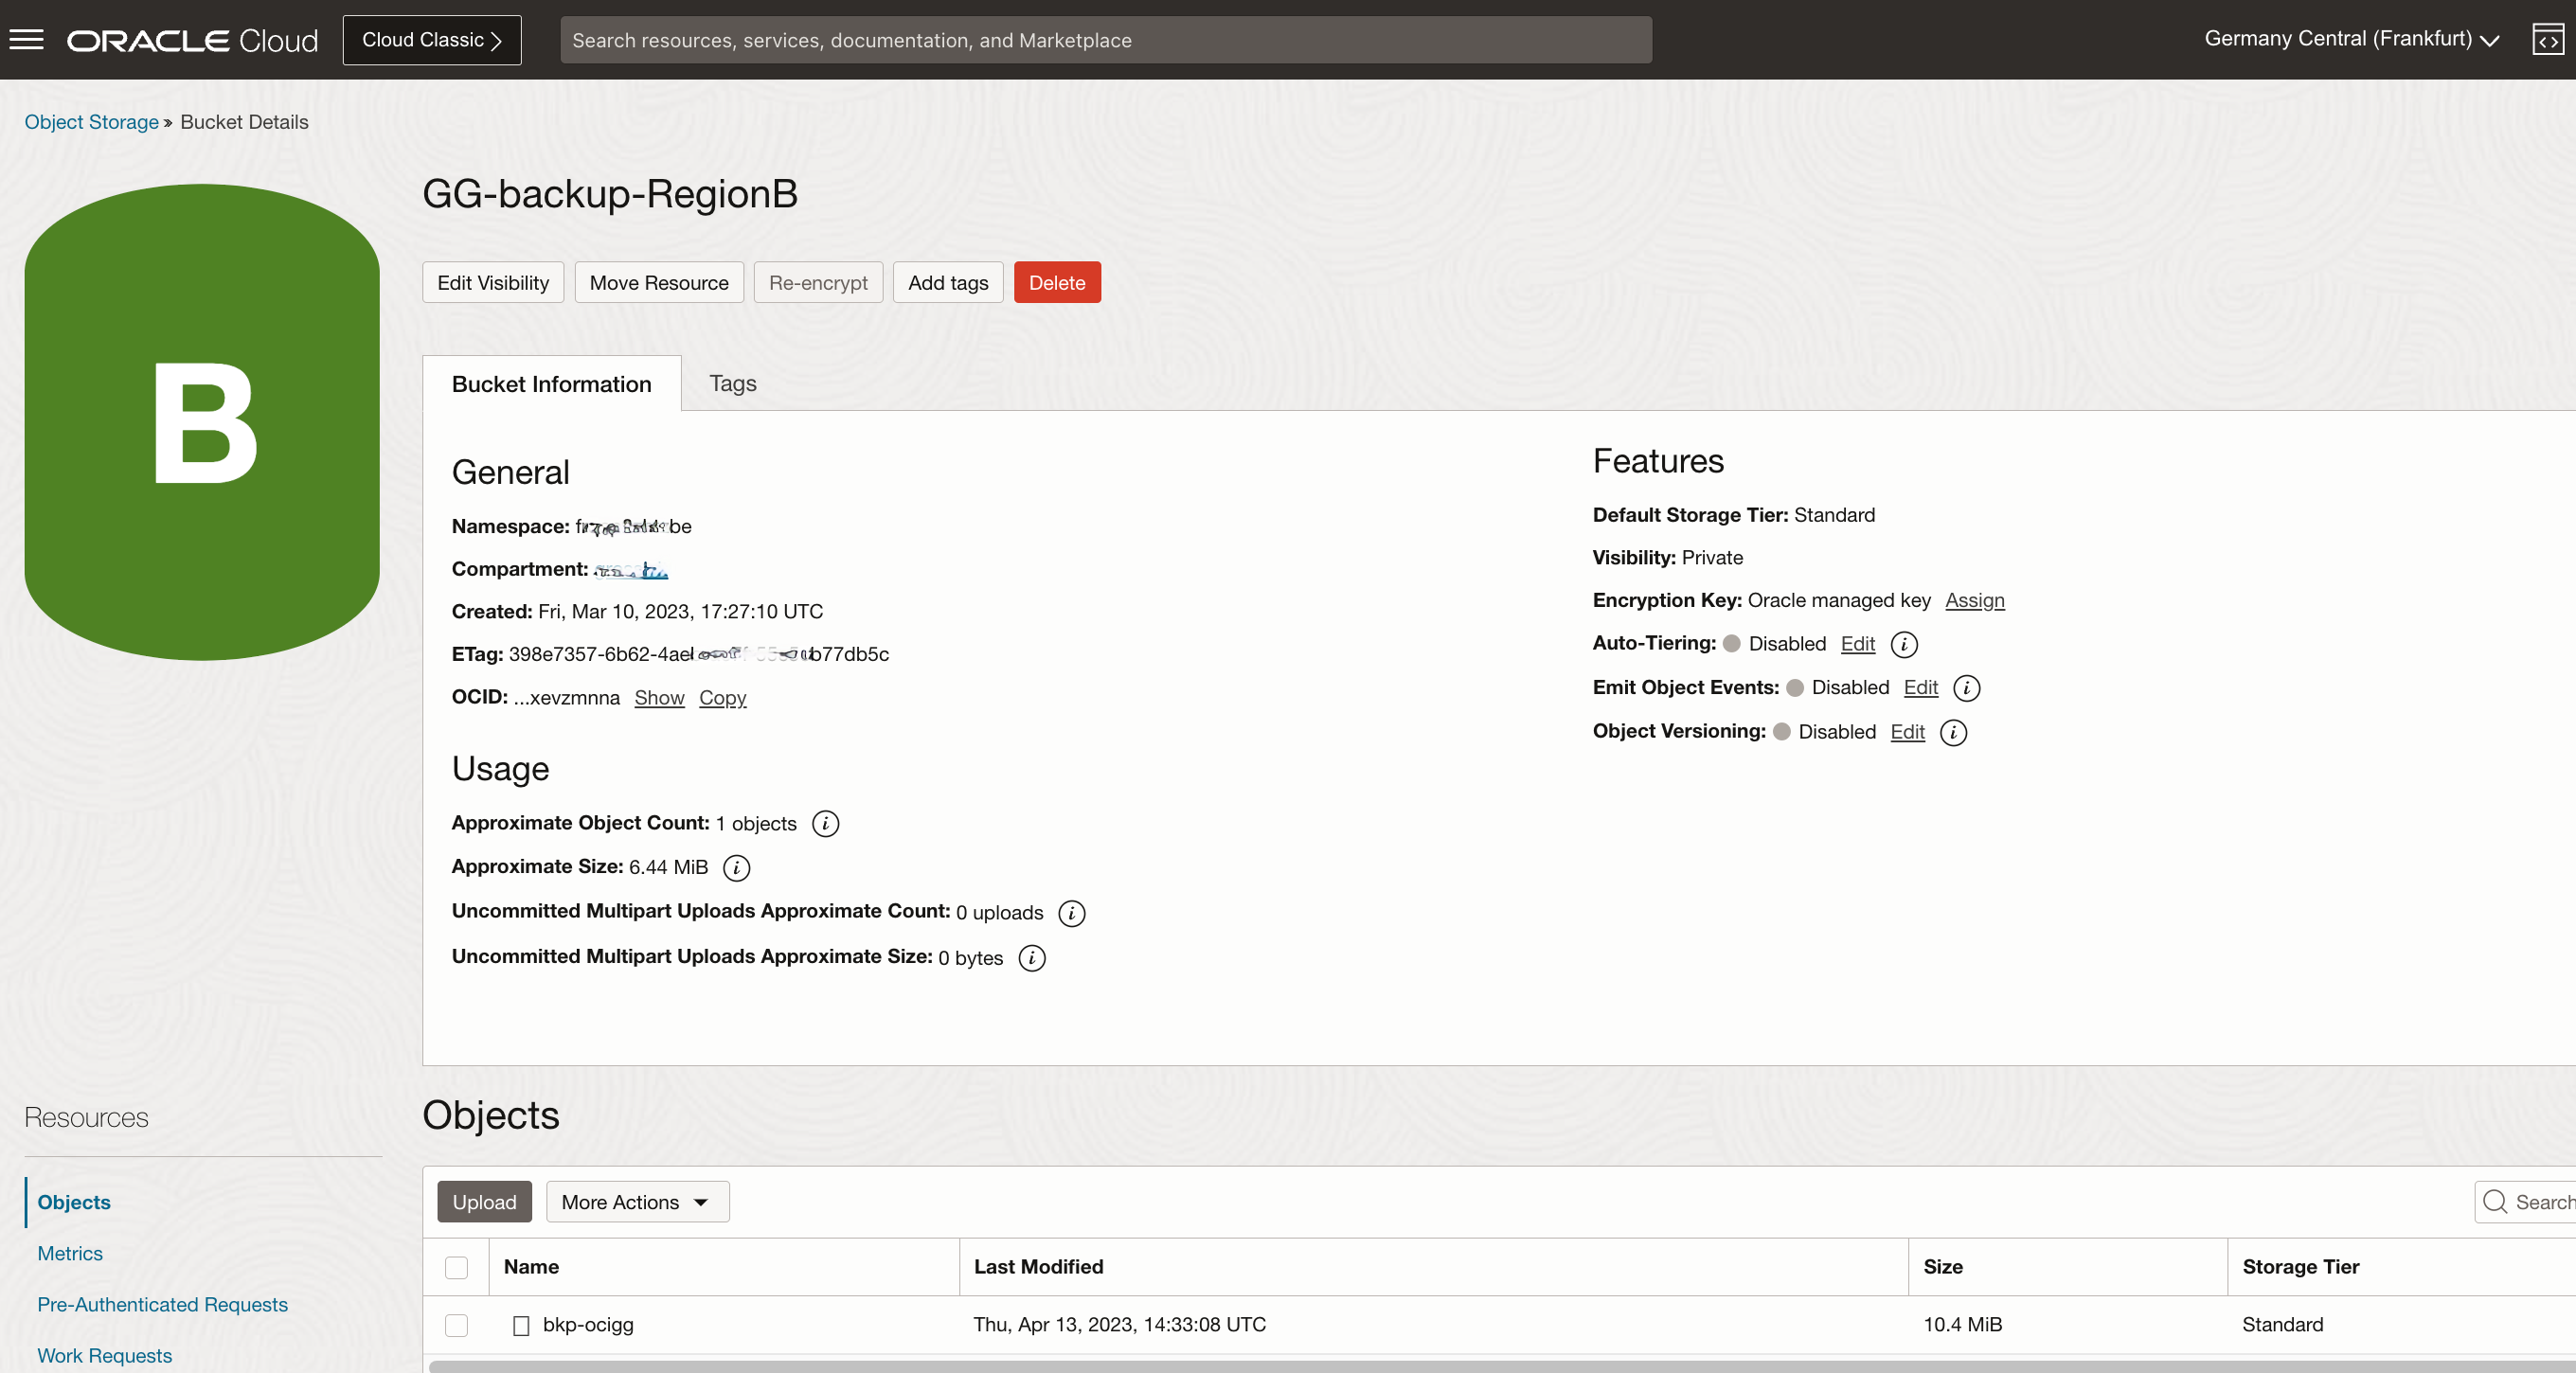 ORACLE Cloud
Cloud Classic
Search resources, services, documentation, and Marketplace
Germany Central (Frankfurt)
Object Storage » Bucket Details
B
GG-backup-RegionB
Edit Visibility
Move Resource
Re-encrypt
Add tags
Delete
Bucket Information
Tags
General
Namespace:
Compartment:
Created: Fri, Mar 10, 2023, 17:27:10 UTC
ETag: 398e7357-6b62-4ae b77db5c
OCID: ...xevzmnna Show Copy
Usage
Approximate Object Count: 1 objects
Approximate Size: 6.44 MiB
Uncommitted Multipart Uploads Approximate Count: 0 uploads
Uncommitted Multipart Uploads Approximate Size: 0 bytes
Features
Default Storage Tier: Standard
Visibility: Private
Encryption Key: Oracle managed key Assign
Auto-Tiering: Disabled Edit
Emit Object Events: Disabled Edit
Object Versioning: Disabled Edit
Resources
Objects
Metrics
Pre-Authenticated Requests
Work Requests
Objects
Upload
More Actions
Search
Name Last Modified Size Storage Tier
bkp-ocigg Thu, Apr 13, 2023, 14:33:08 UTC 10.4 MiB Standard